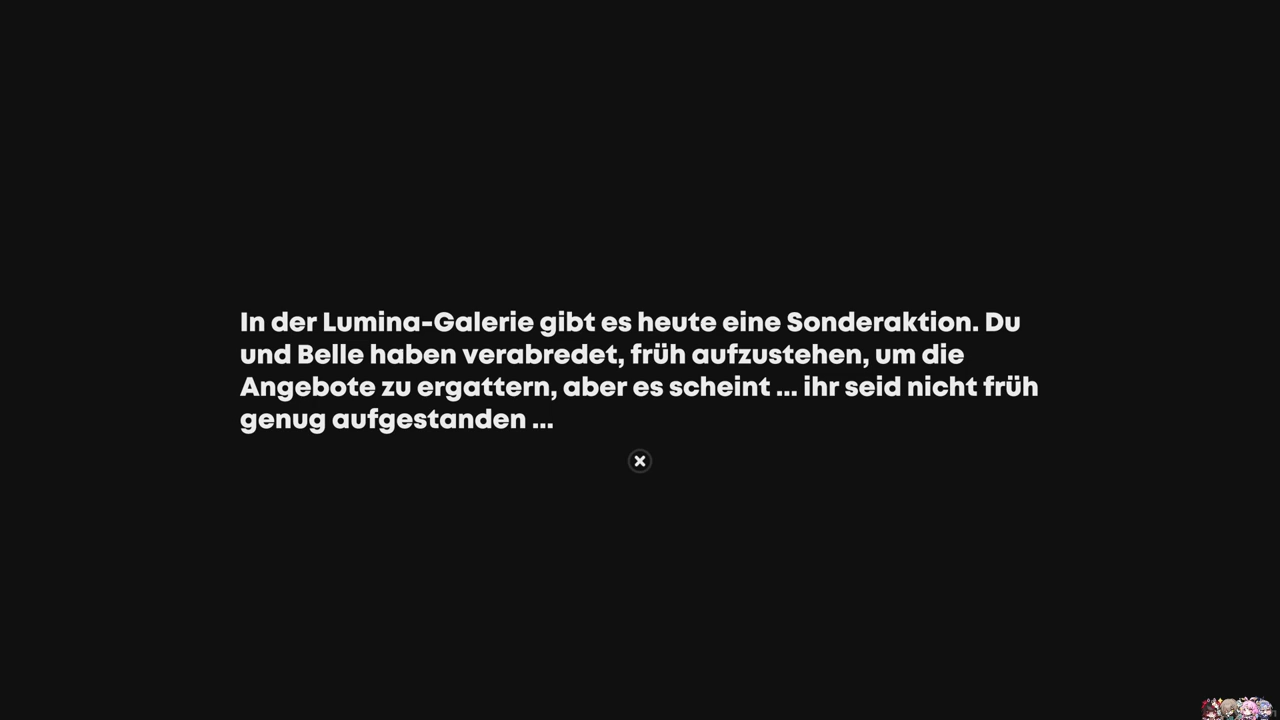 In der Lumina-Galerie gibt es heute eine Sonderaktion. Du
und Belle haben verabredet, früh aufzustehen, um die
Angebote zu ergattern, aber es scheint ... ihr seid nicht früh
genug aufgestanden ...